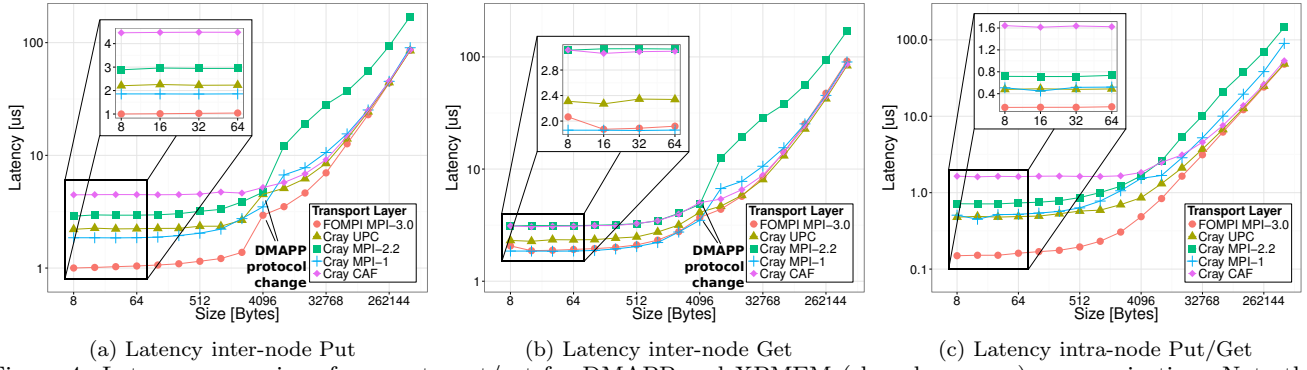 4
3
2
1
8 16 32 64
100
10
1
Latency [us]
DMAPP
protocol
change
Transport Layer
FOMPI MPI−3.0
Cray UPC
Cray MPI−2.2
Cray MPI−1
Cray CAF
8 64 512 4096 32768 262144
Size [Bytes]
(a) Latency inter-node Put
2.8
2.4
2.0
8 16 32 64
100
10
1
Latency [us]
DMAPP
protocol
change
Transport Layer
FOMPI MPI−3.0
Cray UPC
Cray MPI−2.2
Cray MPI−1
Cray CAF
8 64 512 4096 32768 262144
Size [Bytes]
(b) Latency inter-node Get
1.6
1.2
0.8
0.4
8 16 32 64
100.0
10.0
1.0
0.1
Latency [us]
Transport Layer
FOMPI MPI−3.0
Cray UPC
Cray MPI−2.2
Cray MPI−1
Cray CAF
8 64 512 4096 32768 262144
Size [Bytes]
(c) Latency intra-node Put/Get